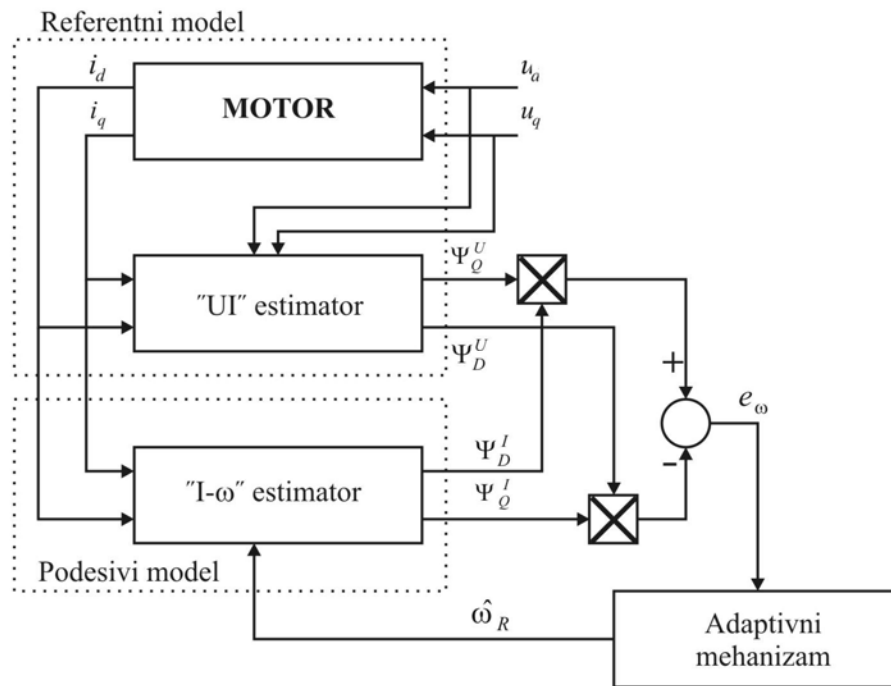 Referentni model
i_d
i_q
MOTOR
u_a
u_q
"UI" estimator
Ψ_Q^U
Ψ_D^U
+
e_ω
-
"I-ω" estimator
Ψ_D^I
Ψ_Q^I
Podesivi model
ω̂_R
Adaptivni
mehanizam